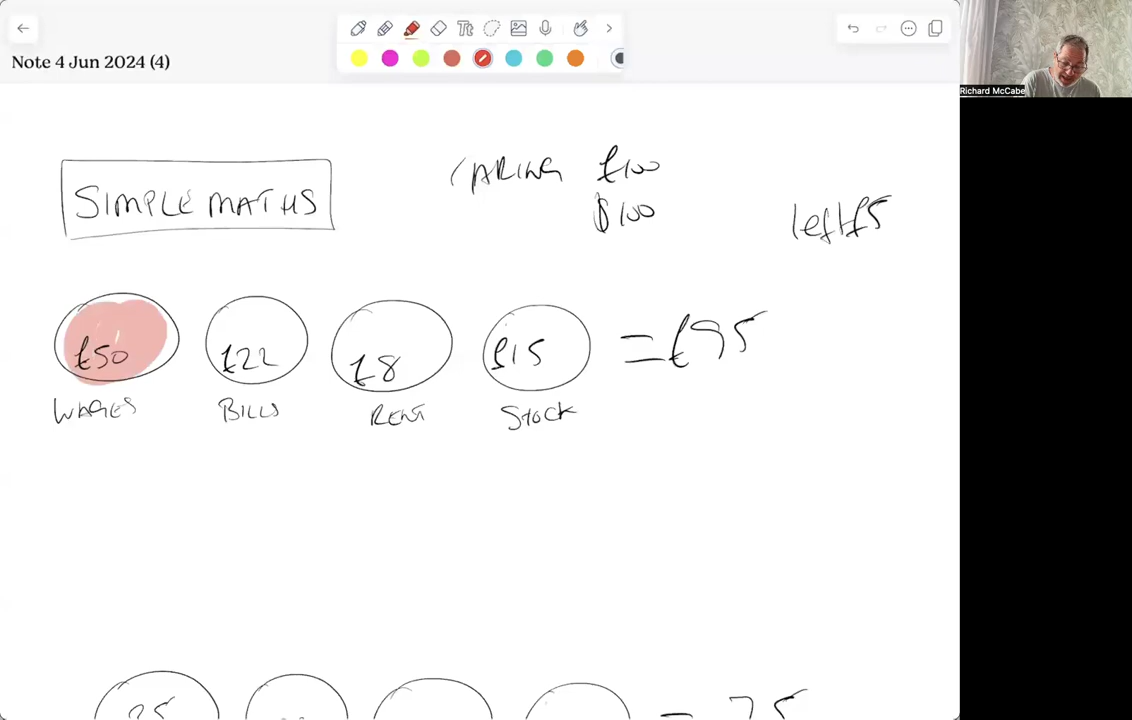 Note 4 Jun 2024 (4)
Richard McCabe
£100
SIMPLE MATHS
$100
left £5
£50 £22 £8 £15 = £95
WAGES BILLS RENT STOCK
= 75